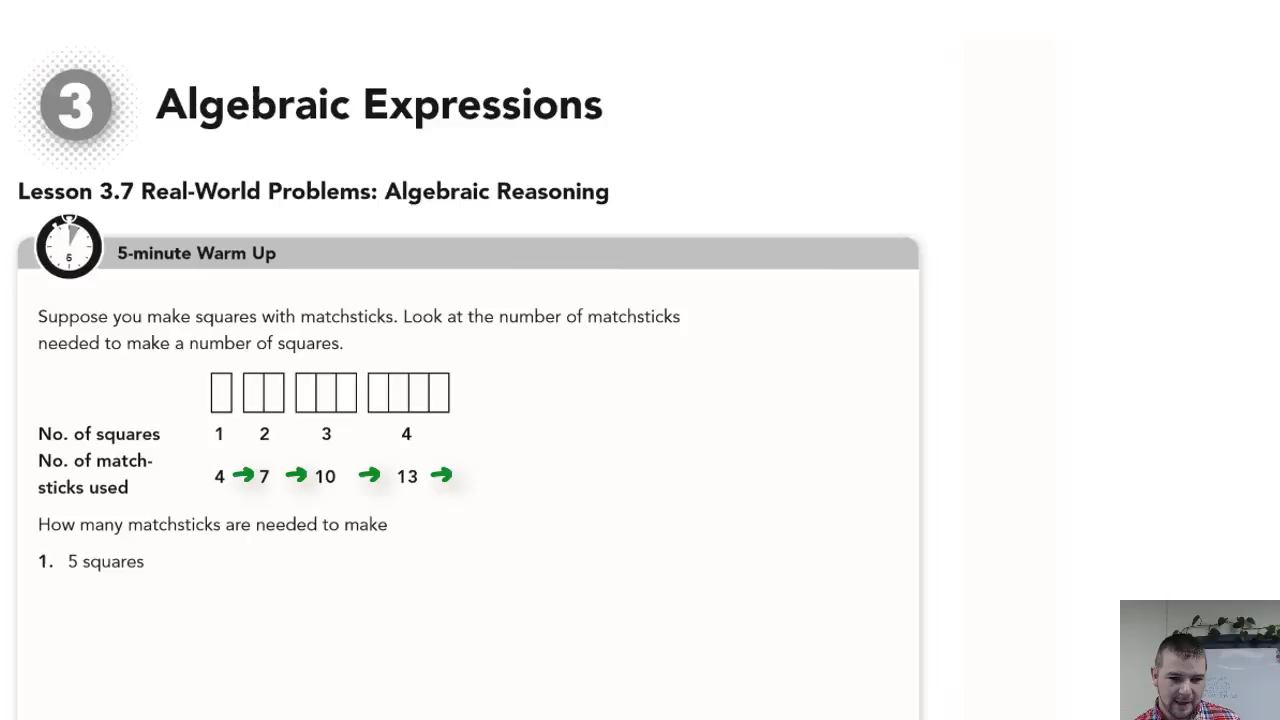 3
Algebraic Expressions
Lesson 3.7 Real-World Problems: Algebraic Reasoning
5
5-minute Warm Up
Suppose you make squares with matchsticks. Look at the number of matchsticks
needed to make a number of squares.
No. of squares 1 2 3 4
No. of match-
sticks used 4 7 10 13
How many matchsticks are needed to make
1. 5 squares